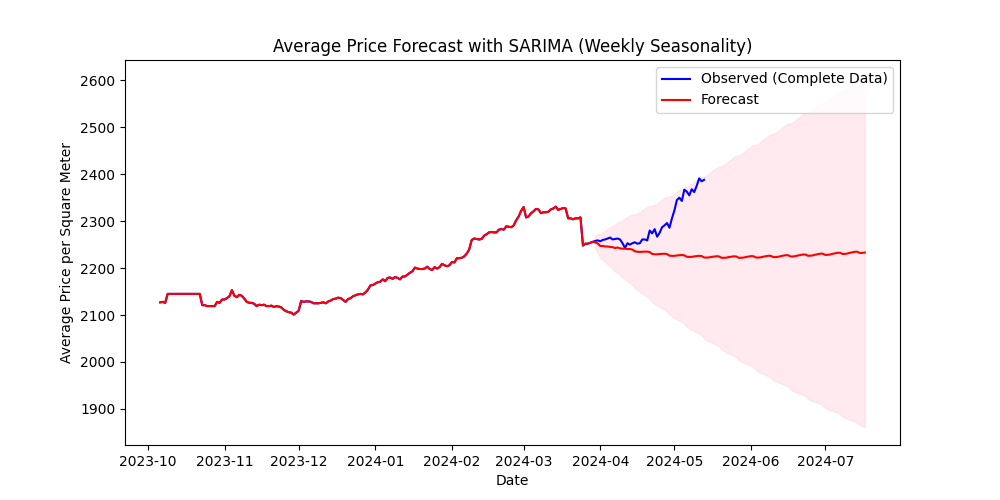 Average Price Forecast with SARIMA (Weekly Seasonality)
Observed (Complete Data)
Forecast
2600
2500
2400
2300
2200
2100
2000
1900
Average Price per Square Meter
2023-10 2023-11 2023-12 2024-01 2024-02 2024-03 2024-04 2024-05 2024-06 2024-07
Date